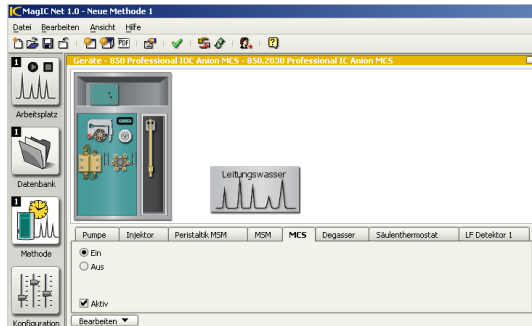 MagIC Net 1.0 - Neue Methode 1
Datei Bearbeiten Ansicht Hilfe
PDF
Geräte - 850 Professional IOC Anion MCS - 850.2030 Professional IC Anion MCS
1
Arbeitsplatz
1
Datenbank
1
Methode
Konfiguration
Leitungswasser
Pumpe Injektor Peristaltik MSM MSM MCS Degasser Säulenthermostat LF Detektor 1
Ein
Aus
Aktiv
Bearbeiten